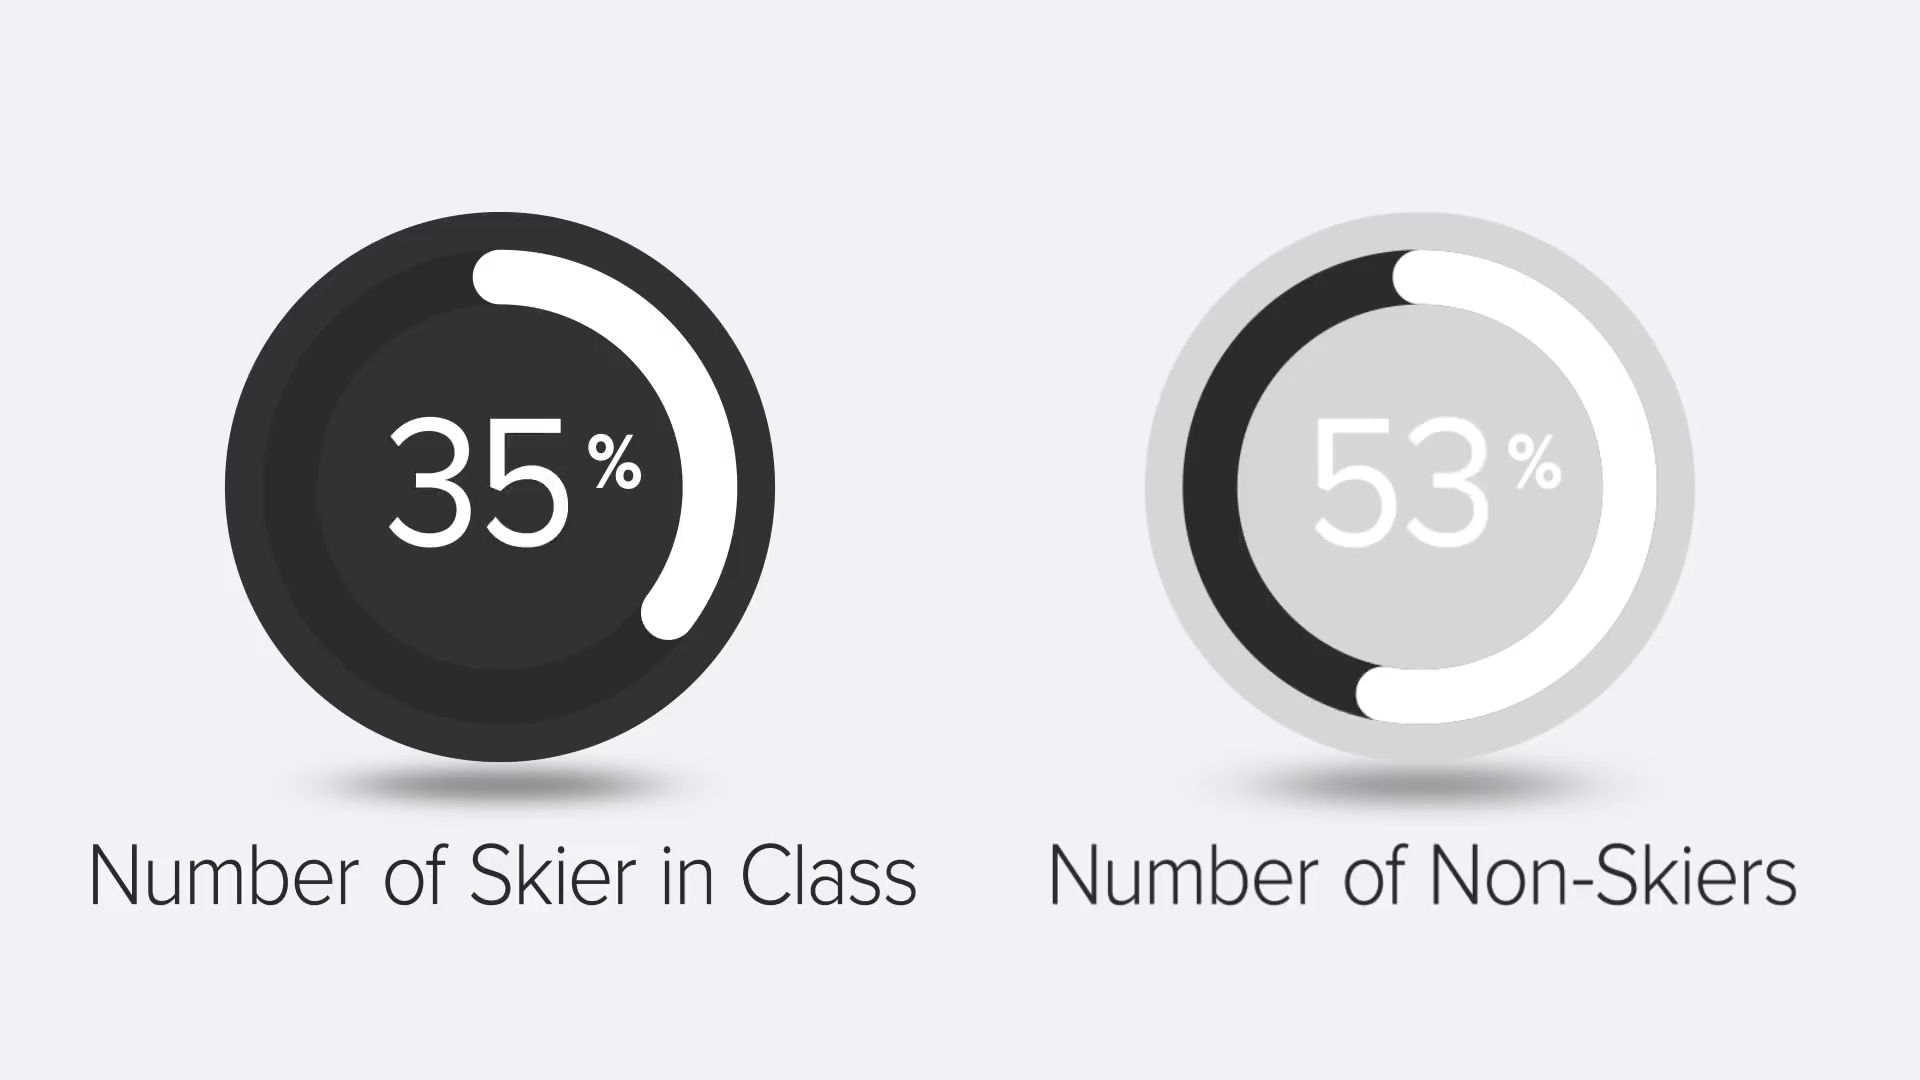 35%
53%
Number of Skier in Class
Number of Non-Skiers